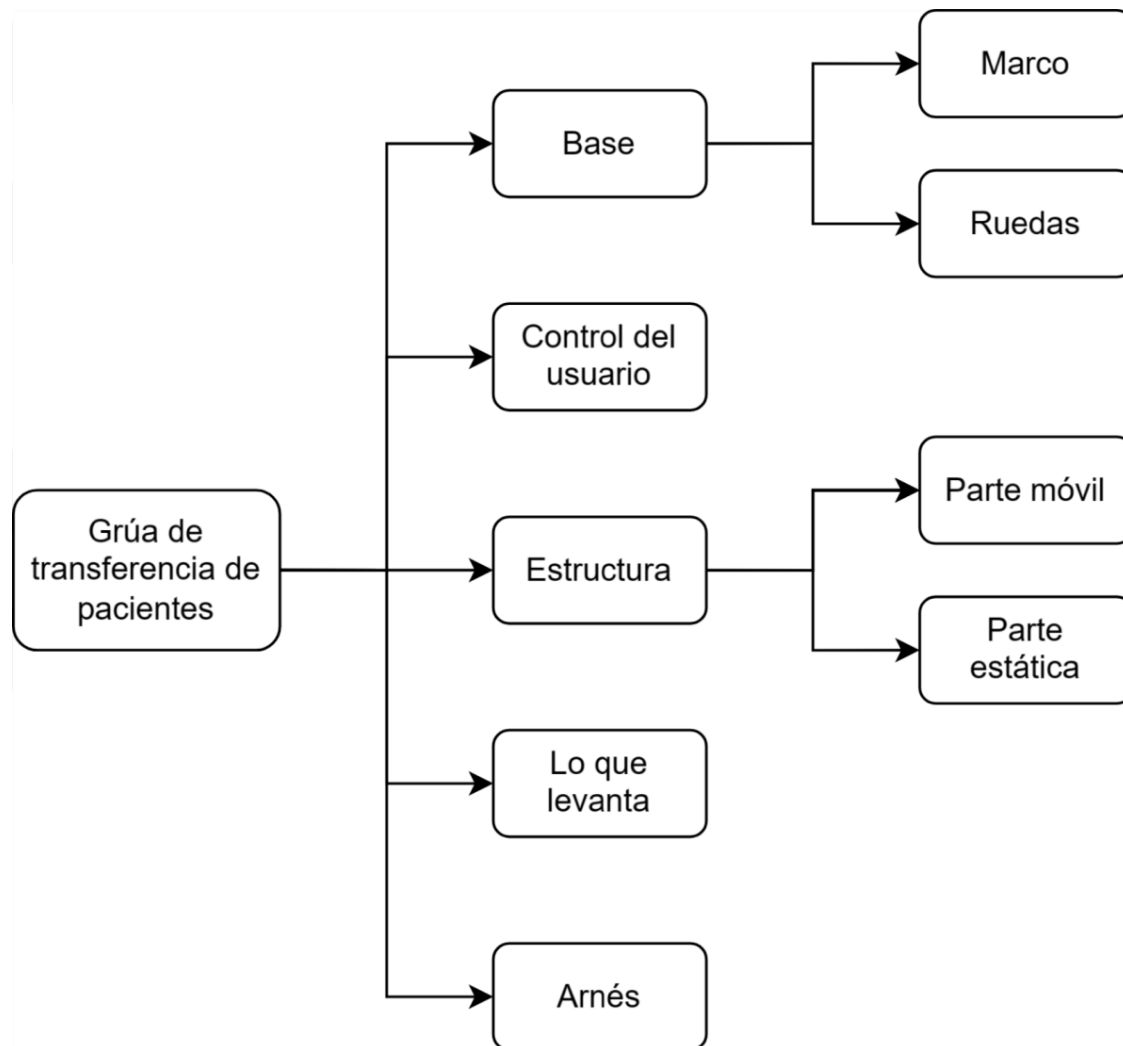 Marco
Base
Ruedas
Control del
usuario
Parte móvil
Grúa de
transferencia de
pacientes
Estructura
Parte
estática
Lo que
levanta
Arnés